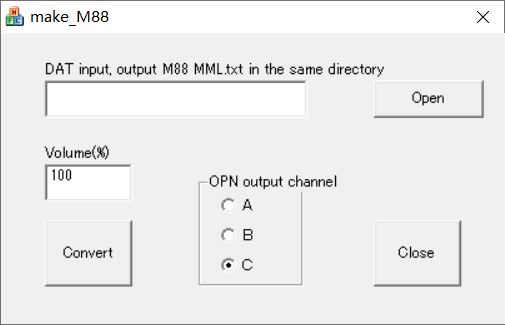 make_M88
DAT input, output M88 MML.txt in the same directory
Open
Volume(%)
100
OPN output channel
A
B
C
Convert
Close